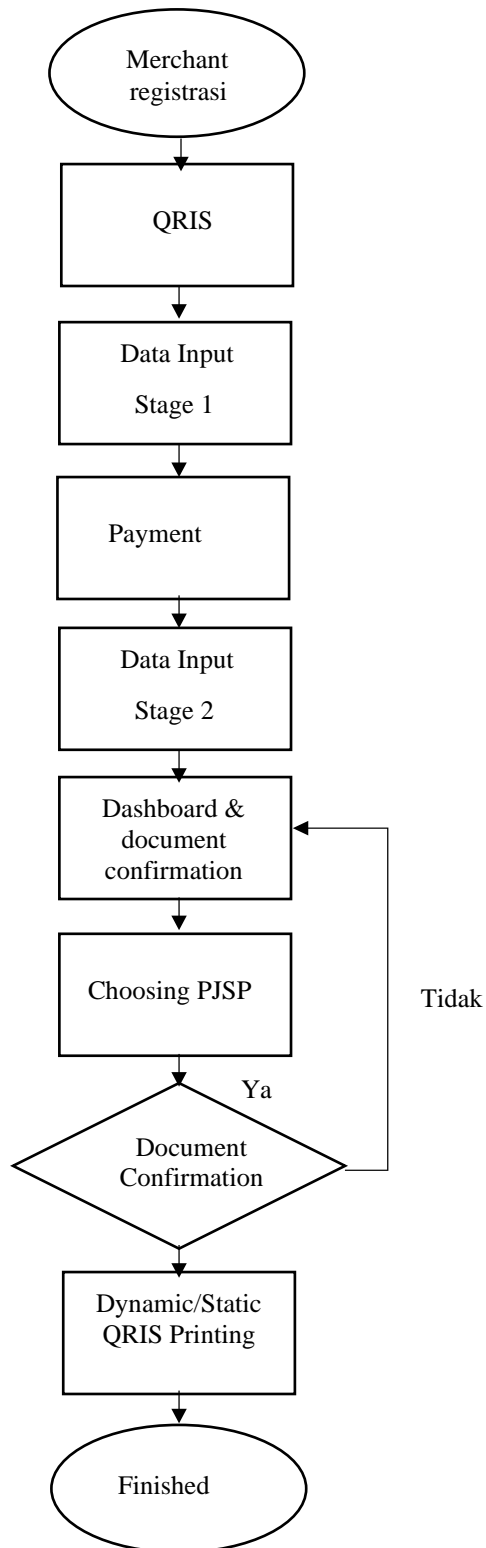 Merchant
registrasi
QRIS
Data Input
Stage 1
Payment
Data Input
Stage 2
Dashboard &
document
confirmation
Choosing PJSP
Tidak
Ya
Document
Confirmation
Dynamic/Static
QRIS Printing
Finished